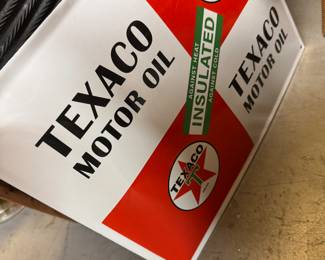 TEXACO
MOTOR OIL
AGAINST HEAT
INSULATED
AGAINST COLD
TEXACO
MOTOR OIL
TEXACO
T